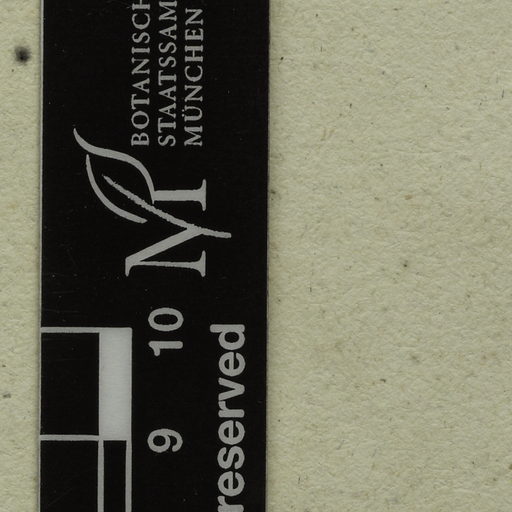 BOTANISCH
STAATSSAM
MÜNCHEN
M
9 10
reserved